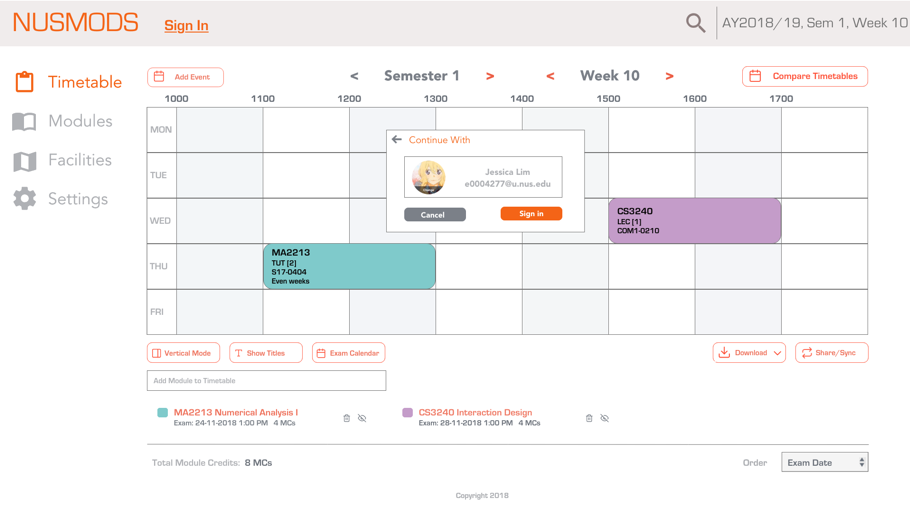 NUSMODS
Sign In
AY2018/19, Sem 1, Week 10
Timetable
Modules
Facilities
Settings
Add Event
< Semester 1 >
< Week 10 >
Compare Timetables
1000 1100 1200 1300 1400 1500 1600 1700
MON
TUE
WED
THU
FRI
Continue With
Jessica Lim
e0004277@u.nus.edu
Cancel
Sign in
CS3240
LEC [1]
COM1-0210
MA2213
TUT [2]
S17-0404
Even weeks
Vertical Mode
Show Titles
Exam Calendar
Download
Share/Sync
Add Module to Timetable
MA2213 Numerical Analysis I
Exam: 24-11-2018 1:00 PM 4 MCs
CS3240 Interaction Design
Exam: 28-11-2018 1:00 PM 4 MCs
Total Module Credits: 8 MCs
Order
Exam Date
Copyright 2018